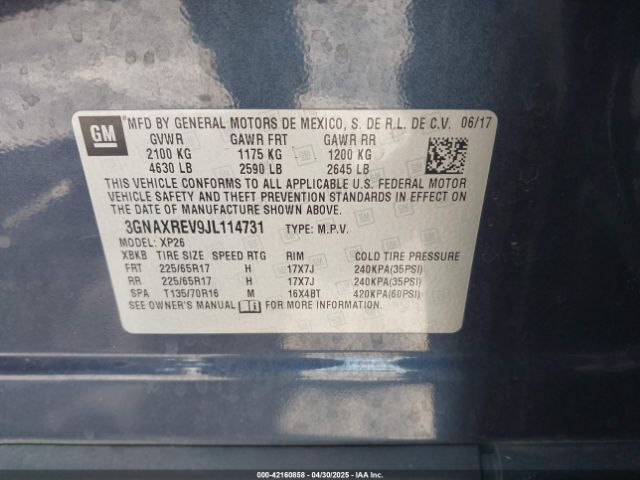 GM
*MFD BY GENERAL MOTORS DE MEXICO, S. DE R.L. DE C.V. 06/17
GVWR GAWR FRT GAWR RR
2100 KG 1175 KG 1200 KG
4630 LB 2590 LB 2645 LB
THIS VEHICLE CONFORMS TO ALL APPLICABLE U.S. FEDERAL MOTOR
VEHICLE SAFETY AND THEFT PREVENTION STANDARDS IN EFFECT ON
THE DATE OF MANUFACTURE SHOWN ABOVE.
3GNAXREV9JL114731 TYPE: M.P.V.
MODEL: XP26
XBKB TIRE SIZE SPEED RTG RIM COLD TIRE PRESSURE
FRT 225/65R17 H 17X7J 240KPA(35PSI)
RR 225/65R17 H 17X7J 240KPA(35PSI)
SPA T135/70R16 M 16X4BT 420KPA(60PSI)
SEE OWNER'S MANUAL FOR MORE INFORMATION.
000-42160858 - 04/30/2025 - IAA Inc.